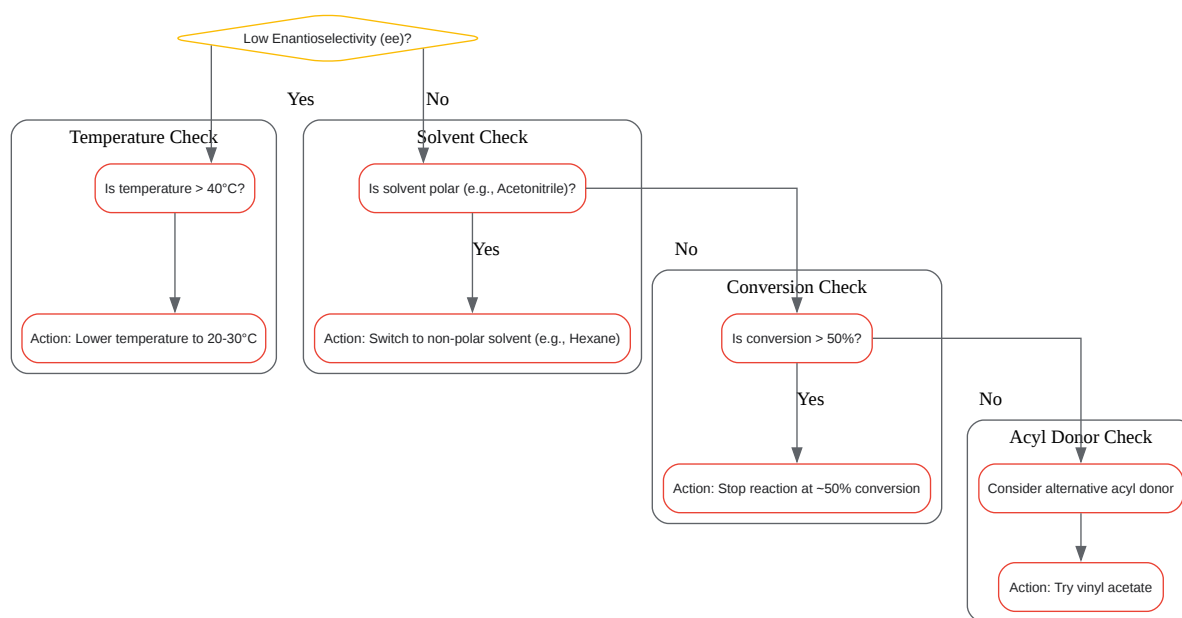 Low Enantioselectivity (ee)?
Yes
No
Temperature Check
Solvent Check
Is temperature > 40°C?
Is solvent polar (e.g., Acetonitrile)?
Yes
No
Conversion Check
Action: Lower temperature to 20-30°C
Action: Switch to non-polar solvent (e.g., Hexane)
Is conversion > 50%?
Yes
No
Acyl Donor Check
Action: Stop reaction at ~50% conversion
Consider alternative acyl donor
Action: Try vinyl acetate